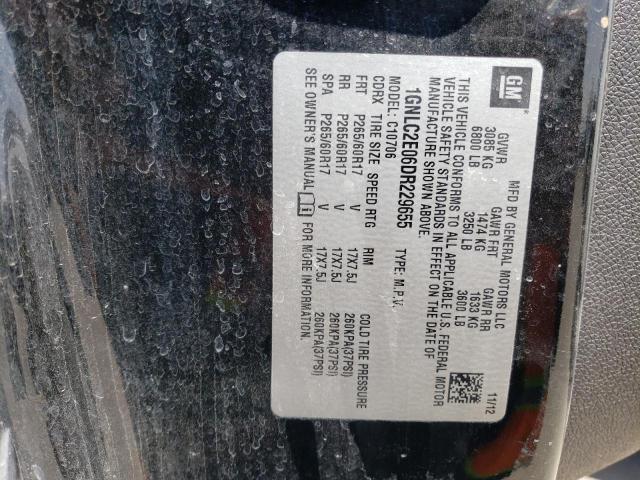 GM
MFD BY GENERAL MOTORS LLC 11/12
GVWR GAWR FRT GAWR RR
3085 KG 1474 KG 1633 KG
6800 LB 3250 LB 3600 LB
THIS VEHICLE CONFORMS TO ALL APPLICABLE U.S. FEDERAL MOTOR
VEHICLE SAFETY STANDARDS IN EFFECT ON THE DATE OF
MANUFACTURE SHOWN ABOVE.
1GNLC2E06DR229655 TYPE: M.P.V.
MODEL: C10706
CDRX TIRE SIZE SPEED RTG RIM COLD TIRE PRESSURE
FRT P265/60R17 V 17X7.5J 260KPA(37PSI)
RR P265/60R17 V 17X7.5J 260KPA(37PSI)
SPA P265/60R17 V 17X7.5J 260KPA(37PSI)
SEE OWNER'S MANUAL FOR MORE INFORMATION.